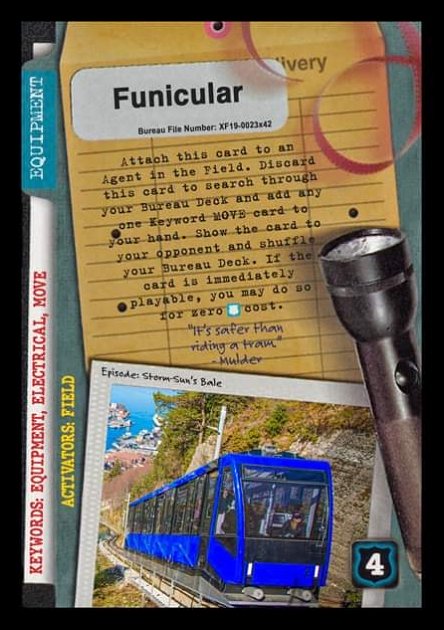 livery
Funicular
Bureau File Number: XF19-0023x42
Attach this card to an
Agent in the Field. Discard
this card to search through
your Bureau Deck and add any
one Keyword MOVE card to
your hand. Show the card to
your opponent and shuffle
your Bureau Deck. If the
card is immediately
playable, you may do so
for zero cost.
"It's safer than
riding a tram."
- Mulder
Episode: Storm-Sun's Bale
EQUIPMENT
KEYWORDS: EQUIPMENT, ELECTRICAL, MOVE
ACTIVATORS: FIELD
4